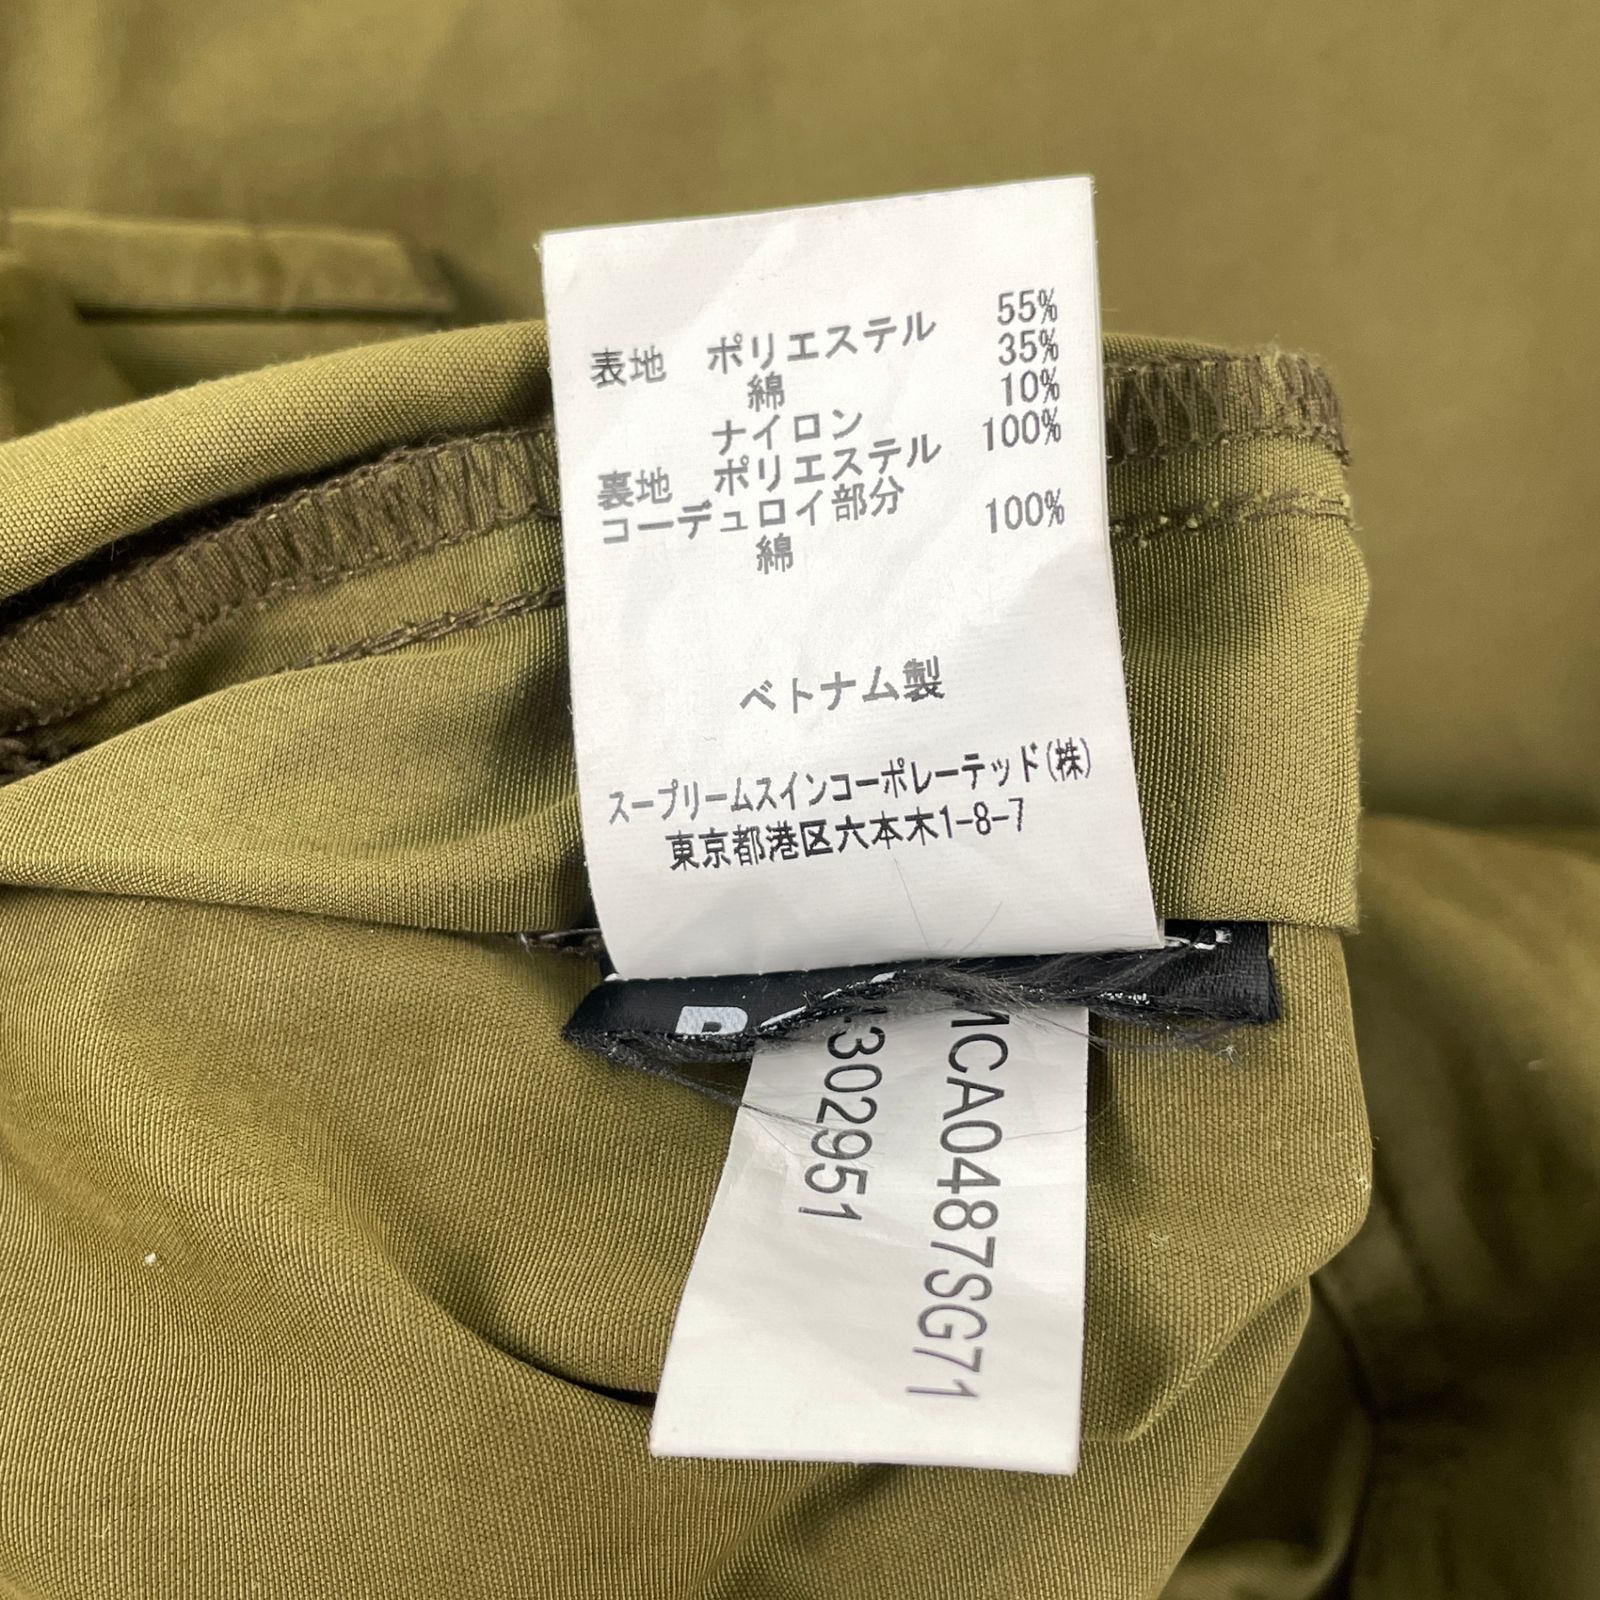 表地 ポリエステル 55%
綿 35%
ナイロン 10%
裏地 ポリエステル 100%
コーデュロイ部分
綿 100%
ベトナム製
スープリームスインコーポレーテッド(株)
東京都港区六本木1-8-7
MCA0487SG71
302951